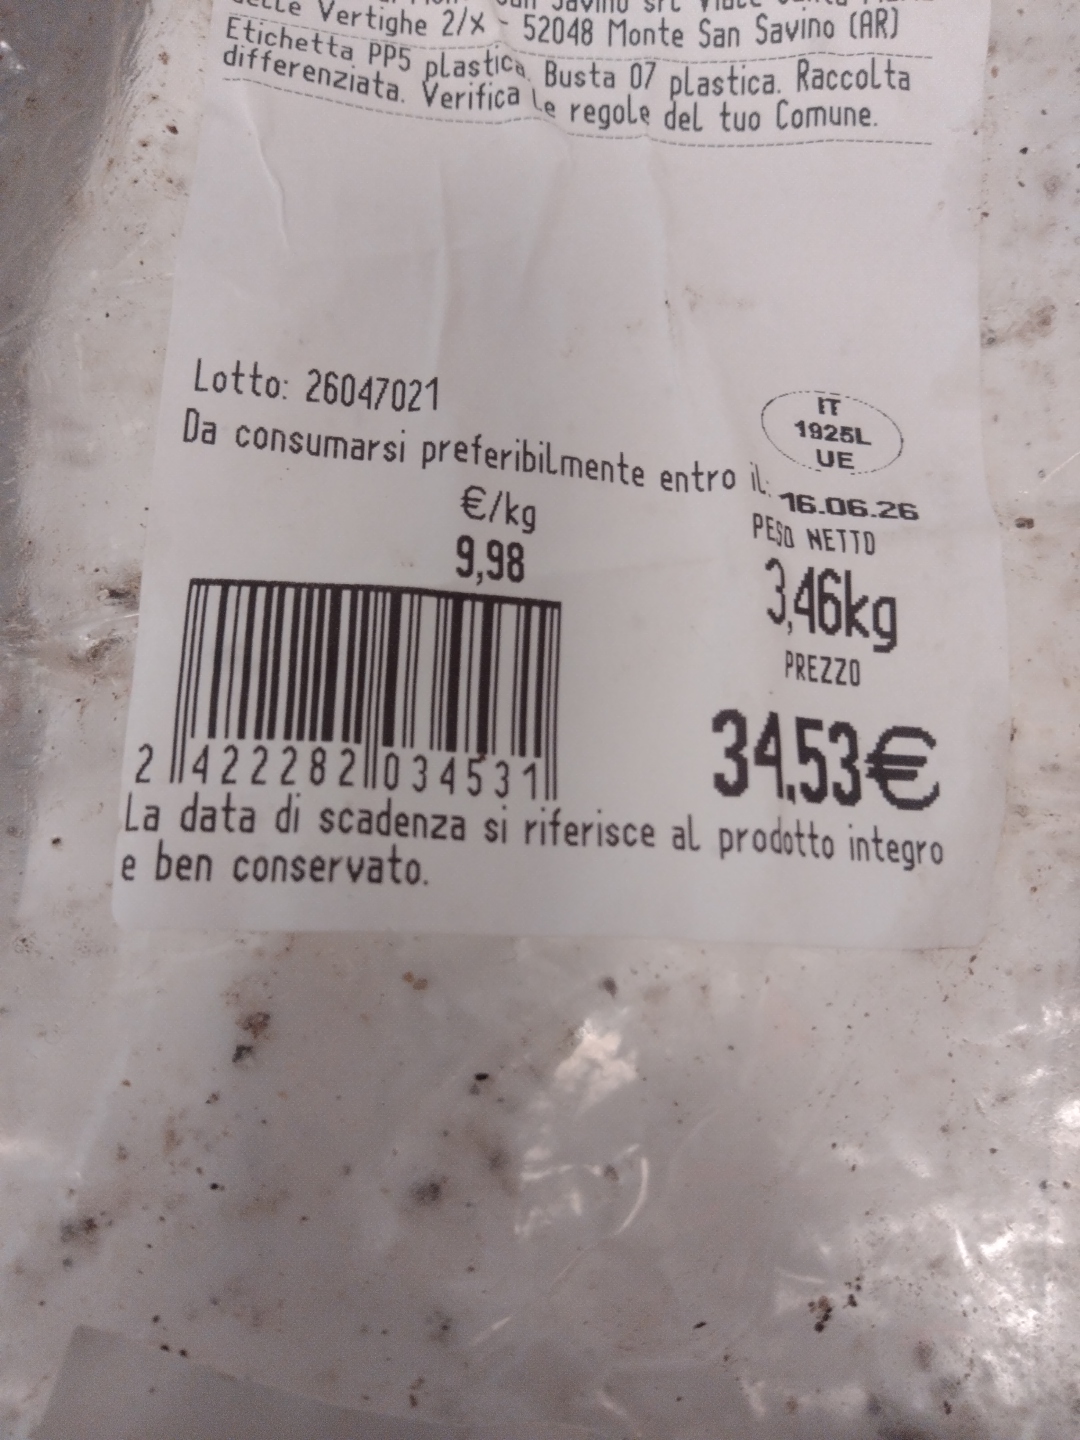 delle Vertighe 2/X - 52048 Monte San Savino (AR)
Etichetta PP5 plastica. Busta 07 plastica. Raccolta
differenziata. Verifica le regole del tuo Comune.
Lotto: 26047021
IT
1925L
UE
Da consumarsi preferibilmente entro il: 16.06.26
€/kg
9,98
PESO NETTO
3,46kg
PREZZO
34,53€
2 422282 034531
La data di scadenza si riferisce al prodotto integro
e ben conservato.